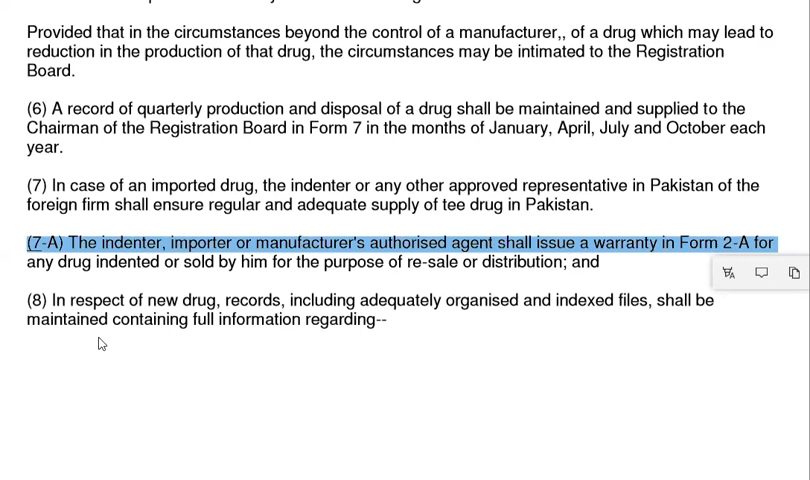 Provided that in the circumstances beyond the control of a manufacturer,, of a drug which may lead to
reduction in the production of that drug, the circumstances may be intimated to the Registration
Board.
(6) A record of quarterly production and disposal of a drug shall be maintained and supplied to the
Chairman of the Registration Board in Form 7 in the months of January, April, July and October each
year.
(7) In case of an imported drug, the indenter or any other approved representative in Pakistan of the
foreign firm shall ensure regular and adequate supply of tee drug in Pakistan.
(7-A) The indenter, importer or manufacturer's authorised agent shall issue a warranty in Form 2-A for
any drug indented or sold by him for the purpose of re-sale or distribution; and
(8) In respect of new drug, records, including adequately organised and indexed files, shall be
maintained containing full information regarding--